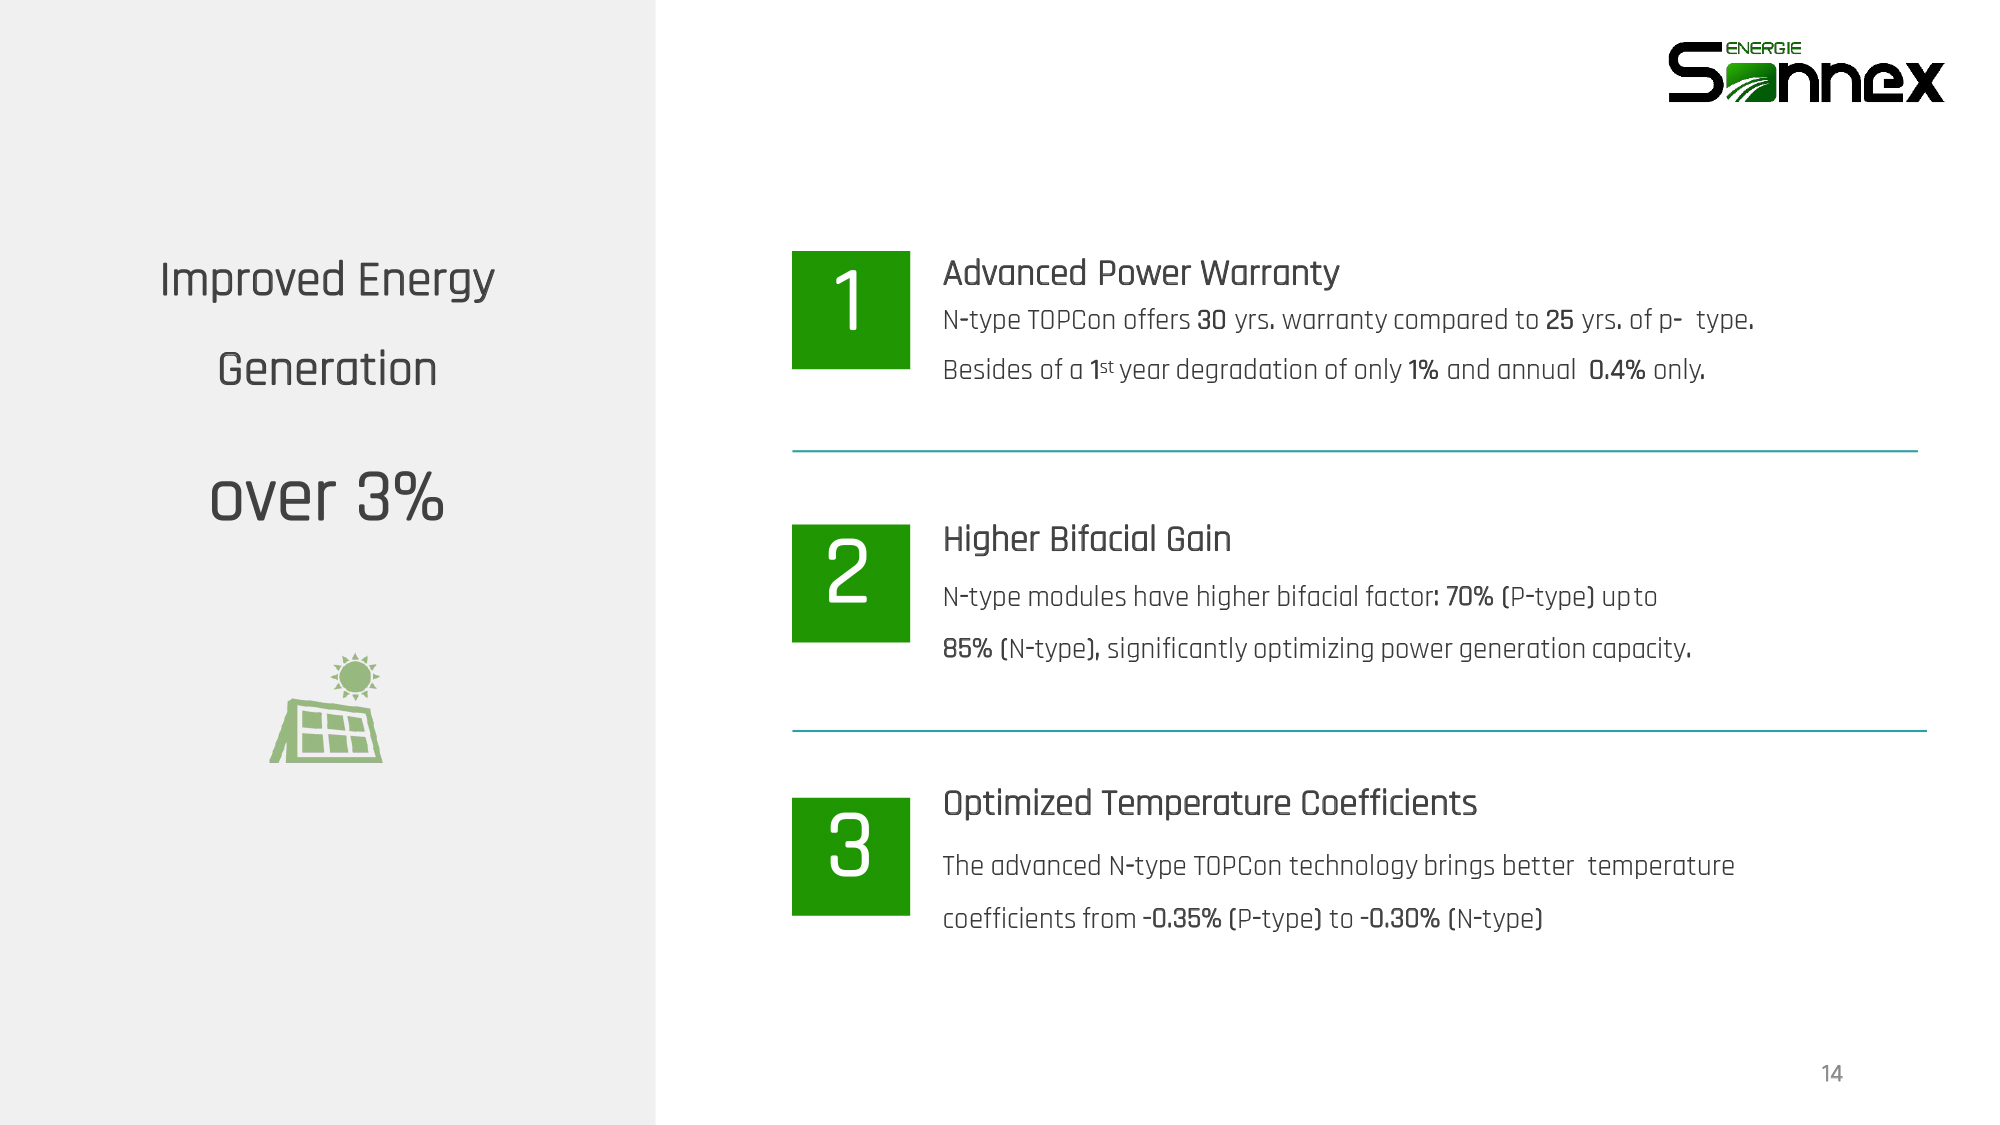 ENERGIE
Sonnex
Improved Energy
Generation
over 3%
1
Advanced Power Warranty
N-type TOPCon offers 30 yrs. warranty compared to 25 yrs. of p- type.
Besides of a 1st year degradation of only 1% and annual 0.4% only.
2
Higher Bifacial Gain
N-type modules have higher bifacial factor: 70% (P-type) up to
85% (N-type), significantly optimizing power generation capacity.
3
Optimized Temperature Coefficients
The advanced N-type TOPCon technology brings better temperature
coefficients from -0.35% (P-type) to -0.30% (N-type)
14